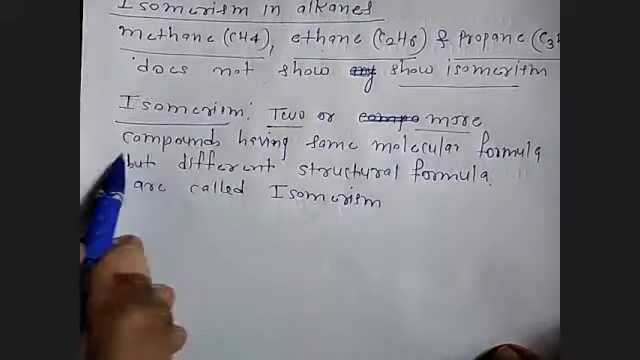 Isomerism in alkanes
methane (CH4), ethane (C2H6) & Propane (C3
does not show show isomerism
Isomerism: Two or more
compounds having same molecular formula
but different structural formula.
are called Isomerism